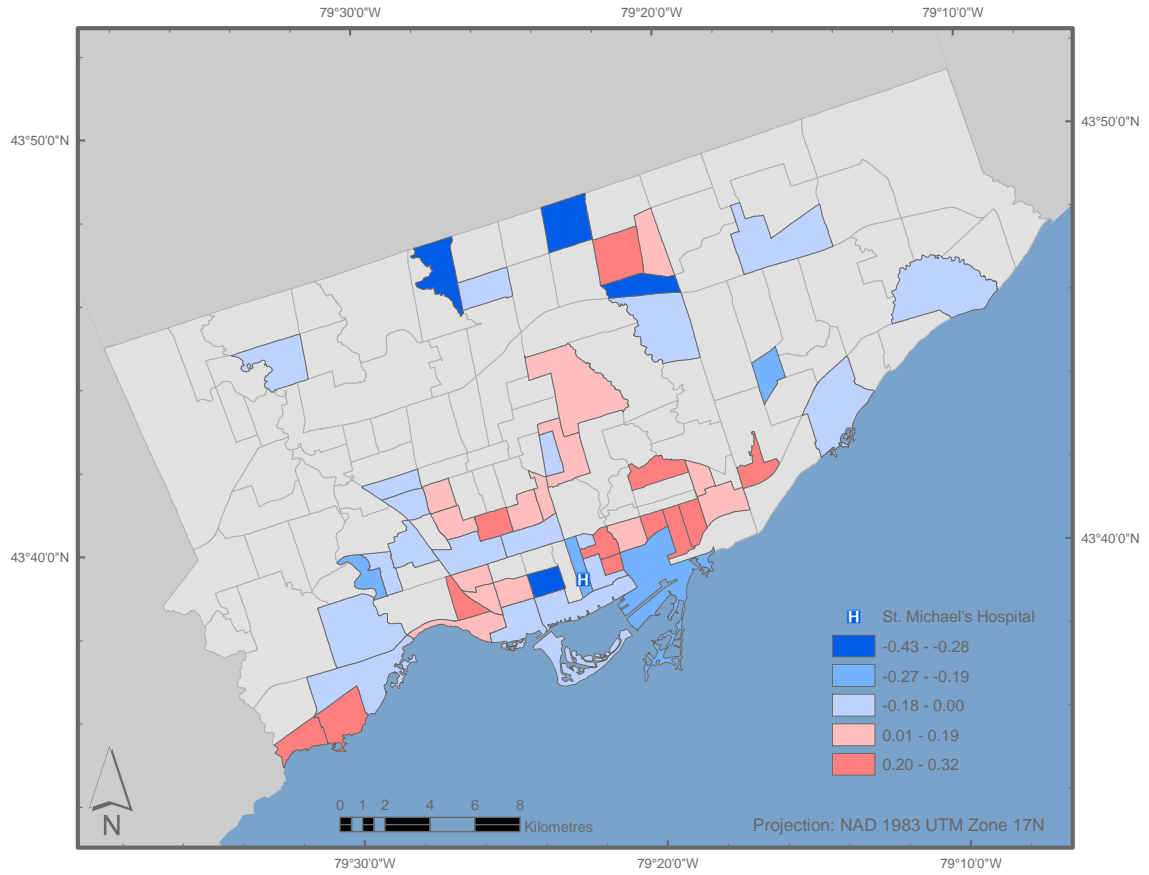 79°30'0"W 79°20'0"W 79°10'0"W
43°50'0"N
43°50'0"N
43°40'0"N
43°40'0"N
H
H St. Michael's Hospital
-0.43 - -0.28
-0.27 - -0.19
-0.18 - 0.00
0.01 - 0.19
0.20 - 0.32
0 1 2 4 6 8
Kilometres
N
Projection: NAD 1983 UTM Zone 17N
79°30'0"W 79°20'0"W 79°10'0"W